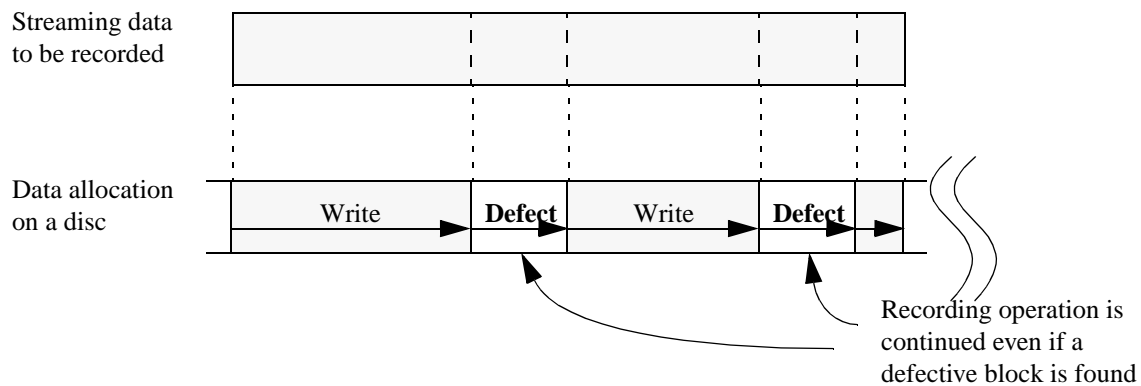 Streaming data
to be recorded
Data allocation
on a disc
Write
Defect
Write
Defect
Recording operation is
continued even if a
defective block is found